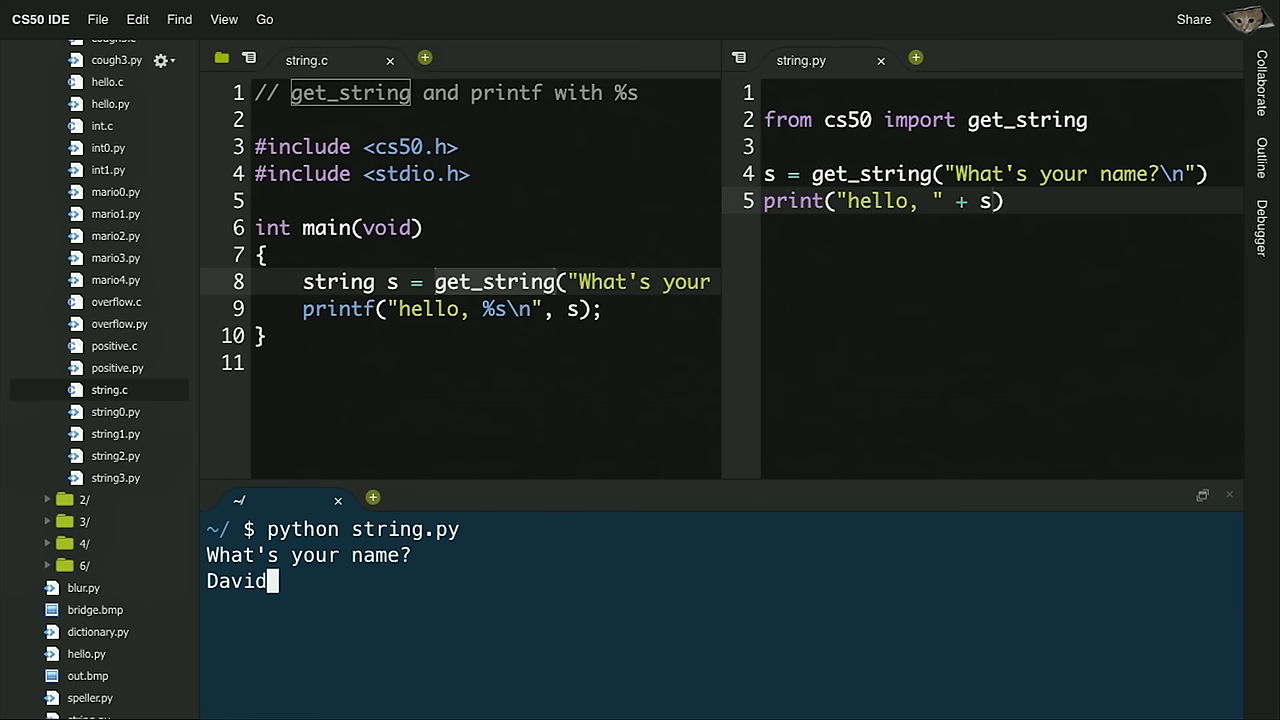 CS50 IDE File Edit Find View Go Share
cough3.c
cough3.py
hello.c
hello.py
int.c
int0.py
int1.py
mario0.py
mario1.py
mario2.py
mario3.py
mario4.py
overflow.c
overflow.py
positive.c
positive.py
string.c
string0.py
string1.py
string2.py
string3.py
2/
3/
4/
6/
blur.py
bridge.bmp
dictionary.py
hello.py
out.bmp
speller.py
string.py
string.c
1 // get_string and printf with %s
2
3 #include <cs50.h>
4 #include <stdio.h>
5
6 int main(void)
7 {
8 string s = get_string("What's your
9 printf("hello, %s\n", s);
10 }
11
string.py
1
2 from cs50 import get_string
3
4 s = get_string("What's your name?\n")
5 print("hello, " + s)
Collaborate
Outline
Debugger
~/
~/ $ python string.py
What's your name?
David